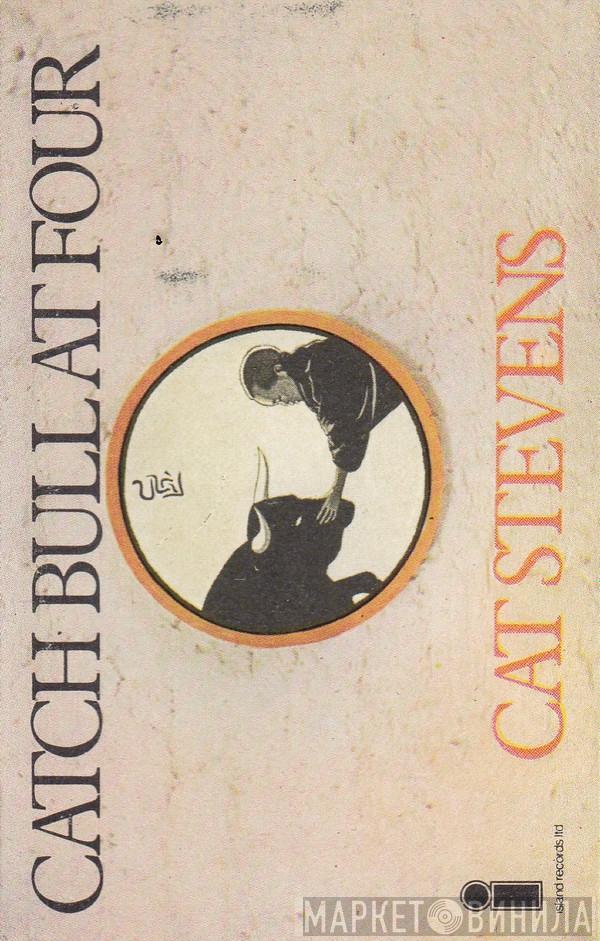 CATCH BULL AT FOUR
CAT STEVENS
i
island records ltd
МАРКЕТ ВИНИЛА